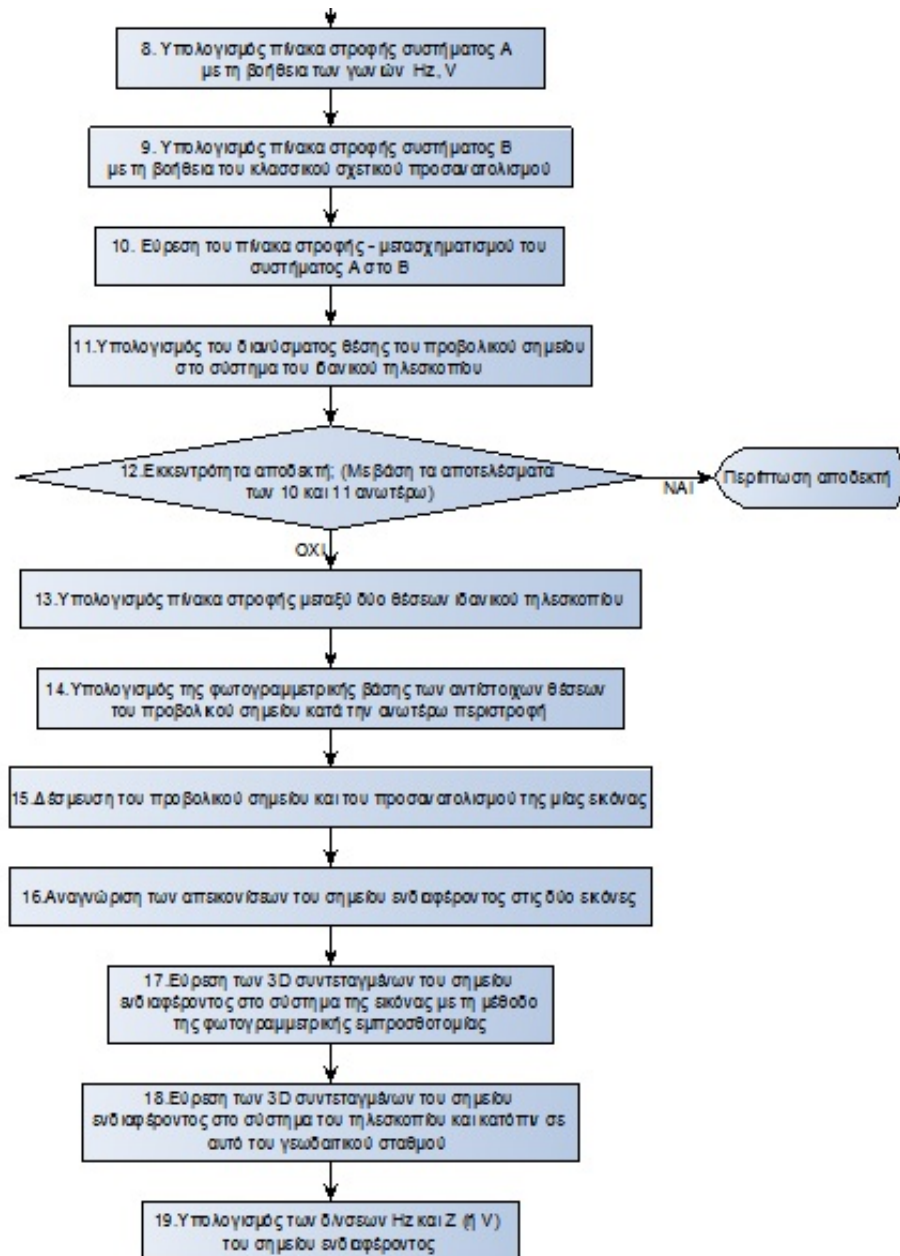 8. Υπολογισμός πίνακα στροφής συστήματος Α
με τη βοήθεια των γωνιών Hz, V
9. Υπολογισμός πίνακα στροφής συστήματος Β
με τη βοήθεια του κλασσικού σχετικού προσανατολισμού
10. Εύρεση του πίνακα στροφής - μετασχηματισμού του
συστήματος Α στο Β
11.Υπολογισμός του διανύσματος θέσης του προβολικού σημείου
στο σύστημα του ιδανικού τηλεσκοπίου
12.Εκκεντρότητα αποδεκτή; (Με βάση τα αποτελέσματα
των 10 και 11 ανωτέρω)
ΝΑΙ
Περίπτωση αποδεκτή
ΟΧΙ
13.Υπολογισμός πίνακα στροφής μεταξύ δύο θέσεων ιδανικού τηλεσκοπίου
14.Υπολογισμός της φωτογραμμετρικής βάσης των αντίστοιχων θέσεων
του προβολικού σημείου κατά την ανωτέρω περιστροφή
15.Δέσμευση του προβολικού σημείου και του προσανατολισμού της μίας εικόνας
16.Αναγνώριση των απεικονίσεων του σημείου ενδιαφέροντος στις δύο εικόνες
17.Εύρεση των 3D συντεταγμένων του σημείου
ενδιαφέροντος στο σύστημα της εικόνας με τη μέθοδο
της φωτογραμμετρικής εμπροσθοτομίας
18.Εύρεση των 3D συντεταγμένων του σημείου
ενδιαφέροντος στο σύστημα του τηλεσκοπίου και κατόπιν σε
αυτό του γεωδαιτικού σταθμού
19.Υπολογισμός των δ/νσεων Hz και Z (ή V)
του σημείου ενδιαφέροντος